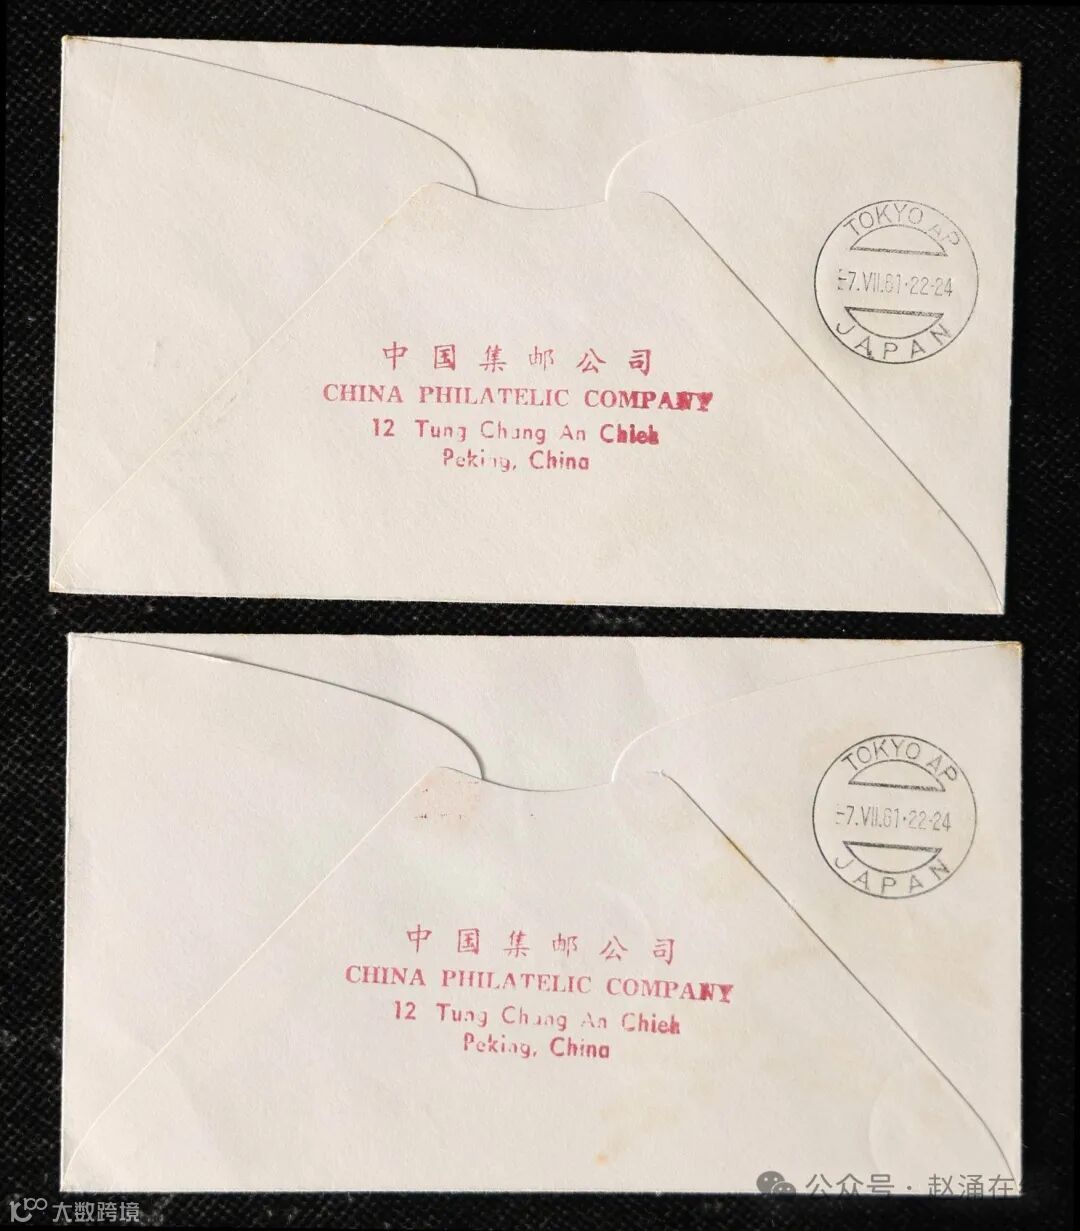 TOKYO AP
-7.VII.61·22-24
JAPAN
中国集邮公司
CHINA PHILATELIC COMPANY
12 Tung Chang An Chieh
Peking, China
TOKYO AP
-7.VII.61·22-24
JAPAN
中国集邮公司
CHINA PHILATELIC COMPANY
12 Tung Chang An Chieh
Peking, China
公众号·赵涌在
大数跨境